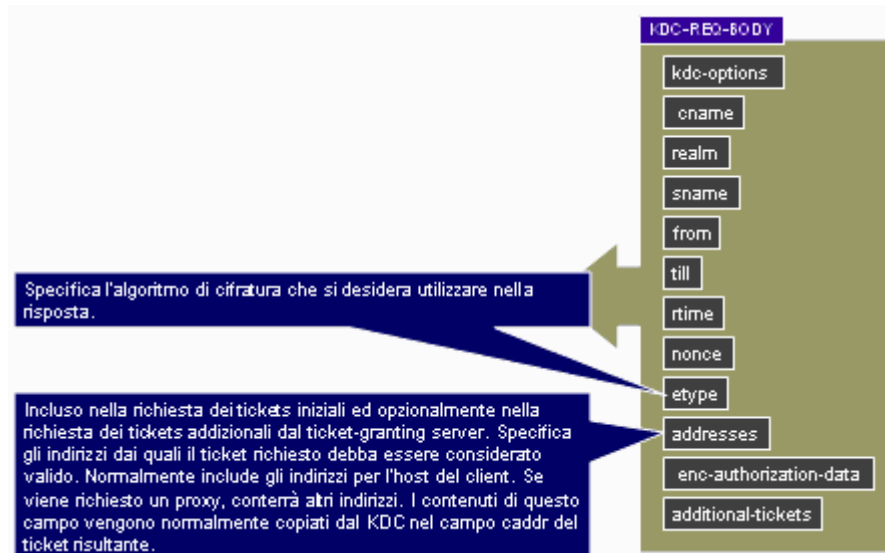 KDC-REQ-BODY
kdc-options
cname
realm
sname
from
till
rtime
nonce
etype
addresses
enc-authorization-data
additional-tickets
Specifica l'algoritmo di cifratura che si desidera utilizzare nella
risposta.
Incluso nella richiesta dei tickets iniziali ed opzionalmente nella
richiesta dei tickets addizionali dal ticket-granting server. Specifica
gli indirizzi dai quali il ticket richiesto debba essere considerato
valido. Normalmente include gli indirizzi per l'host del client. Se
viene richiesto un proxy, conterrà altri indirizzi. I contenuti di questo
campo vengono normalmente copiati dal KDC nel campo caddr del
ticket risultante.